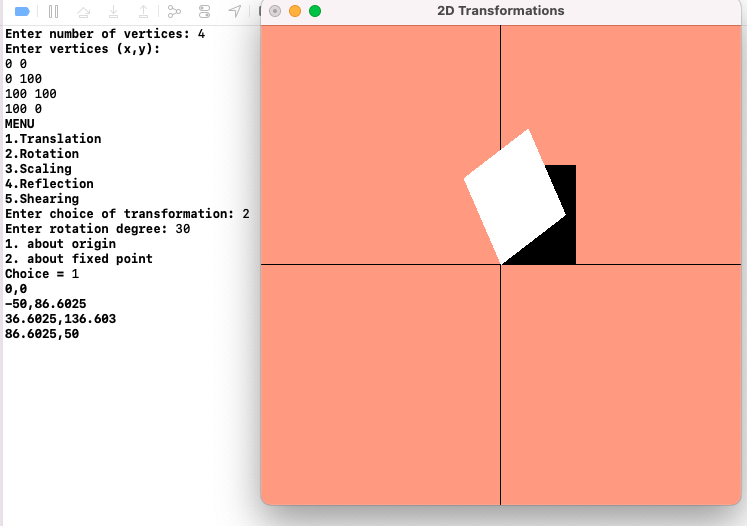 2D Transformations
Enter number of vertices: 4
Enter vertices (x,y):
0 0
0 100
100 100
100 0
MENU
1.Translation
2.Rotation
3.Scaling
4.Reflection
5.Shearing
Enter choice of transformation: 2
Enter rotation degree: 30
1. about origin
2. about fixed point
Choice = 1
0,0
-50,86.6025
36.6025,136.603
86.6025,50